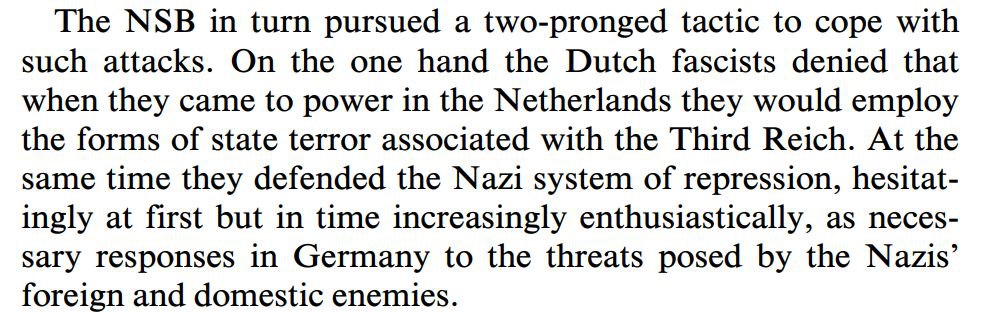 The NSB in turn pursued a two-pronged tactic to cope with
such attacks. On the one hand the Dutch fascists denied that
when they came to power in the Netherlands they would employ
the forms of state terror associated with the Third Reich. At the
same time they defended the Nazi system of repression, hesitat-
ingly at first but in time increasingly enthusiastically, as neces-
sary responses in Germany to the threats posed by the Nazis’
foreign and domestic enemies.